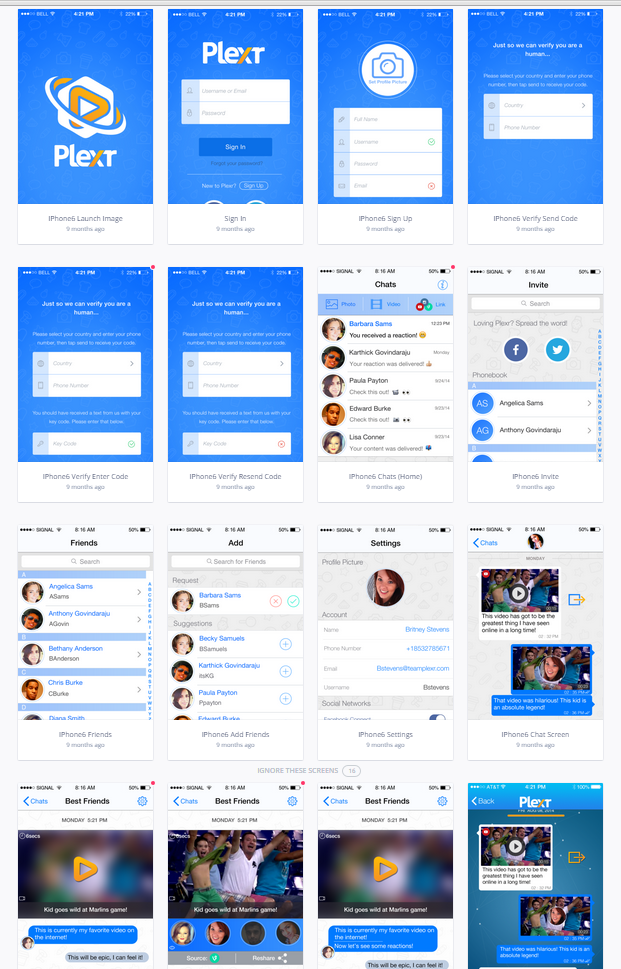 BELL 4:21 PM 22%
BELL 4:21 PM 22%
BELL 4:21 PM 22%
BELL 4:21 PM 22%
Plexr
Plexr
Username or Email
Password
Sign In
Forgot your password?
New to Plexr? Sign Up
Set Profile Picture
Full Name
Username
Password
Email
Just so we can verify you are a
human...
Please select your country and enter your phone
number, then tap send to receive your code.
Country
Phone Number
IPhone6 Launch Image
9 months ago
Sign In
9 months ago
IPhone6 Sign Up
9 months ago
IPhone6 Verify Send Code
9 months ago
BELL 4:21 PM 22%
Just so we can verify you are a
human...
Please select your country and enter your phone
number, then tap send to receive your code.
Country
Phone Number
You should have received a text from us with your
key code. Please enter that below.
Key Code
BELL 4:21 PM 22%
Just so we can verify you are a
human...
Please select your country and enter your phone
number, then tap send to receive your code.
Country
Phone Number
You should have received a text from us with your
key code. Please enter that below.
Key Code
SIGNAL 8:16 AM 50%
Chats
Photo Video Link
Barbara Sams 12:23 PM
You received a reaction!
Karthick Govindaraju Monday
Your reaction was delivered!
Paula Payton 9/24/14
Check this out!
Edward Burke 9/23/14
Check this out!
Lisa Conner 9/23/14
Your content was delivered!
SIGNAL 8:16 AM 50%
Invite
Search
Loving Plexr? Spread the word!
Phonebook
A
AS Angelica Sams
AG Anthony Govindaraju
B
IPhone6 Verify Enter Code
9 months ago
IPhone6 Verify Resend Code
9 months ago
IPhone6 Chats (Home)
9 months ago
IPhone6 Invite
9 months ago
SIGNAL 8:16 AM 50%
Friends
Search
A
Angelica Sams
ASams
Anthony Govindaraju
AGovin
B
Bethany Anderson
BAnderson
C
Chris Burke
CBurke
D
Diana Smith
SIGNAL 8:16 AM 50%
Add
Search for Friends
Request
Barbara Sams
BSams
Suggestions
Becky Samuels
BSamuels
Karthick Govindaraju
itsKG
Paula Payton
Ppayton
Edward Burke
SIGNAL 8:16 AM 50%
Settings
Profile Picture
Account
Name Britney Stevens
Phone Number +18532785671
Email Bstevens@teamplexr.com
Username Bstevens
Social Networks
Facebook Connect
SIGNAL 8:16 AM 50%
Chats
MONDAY
This video has got to be the
greatest thing I have seen
online in a long time!
That video was hilarious! This kid is
an absolute legend!
IPhone6 Friends
9 months ago
IPhone6 Add Friends
9 months ago
IPhone6 Settings
9 months ago
IPhone6 Chat Screen
9 months ago
IGNORE THESE SCREENS 16
SIGNAL 8:16 AM 50%
Chats Best Friends
MONDAY 5:21 PM
6secs
Kid goes wild at Marlins game!
This is currently my favorite video on
the internet!
This will be epic, I can feel it!
SIGNAL 8:16 AM 50%
Chats Best Friends
MONDAY 5:21 PM
6secs
Kid goes wild at Marlins game!
Source: Reshare
This will be epic, I can feel it!
SIGNAL 8:16 AM 50%
Chats Best Friends
MONDAY 5:21 PM
Kid goes wild at Marlins game!
This is currently my favorite video on
the internet!
Now let's see some reactions!
This will be epic, I can feel it!
AT&T 4:21 PM 100%
Back Plexr
This video has got to be the
greatest thing I have seen
online in a long time!
That video was hilarious! This kid is
an absolute legend!